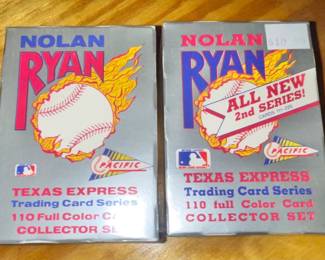 NOLAN
RYAN
PACIFIC
TEXAS EXPRESS
Trading Card Series
110 Full Color Card
COLLECTOR SET
NOLAN
RYAN
ALL NEW
2nd SERIES!
PACIFIC
TEXAS EXPRESS
Trading Card Series
110 full Color Card
COLLECTOR SET